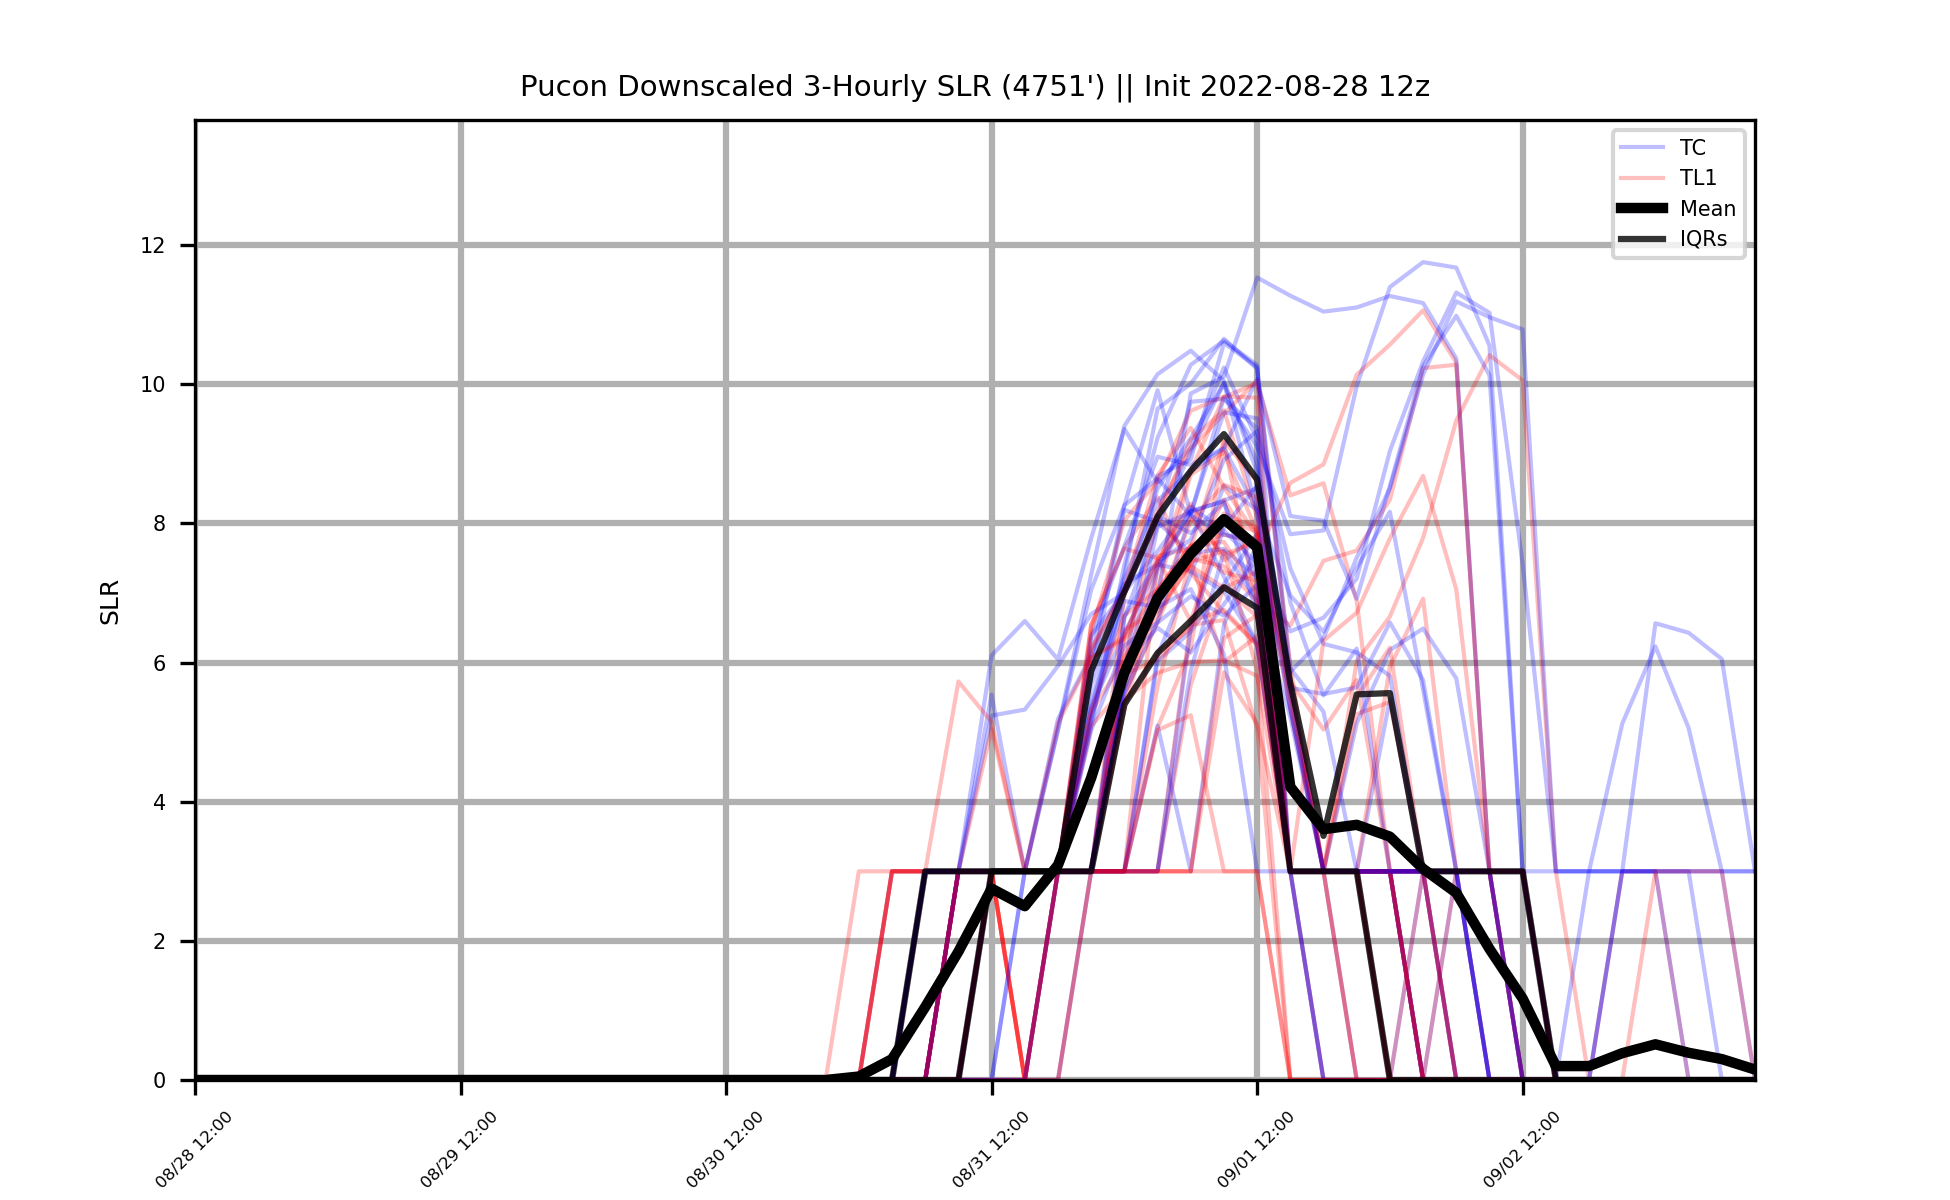 Pucon Downscaled 3-Hourly SLR (4751') || Init 2022-08-28 12z
TC
TL1
Mean
IQRs
12
10
8
6
4
2
0
SLR
08/28 12:00
08/29 12:00
08/30 12:00
08/31 12:00
09/01 12:00
09/02 12:00